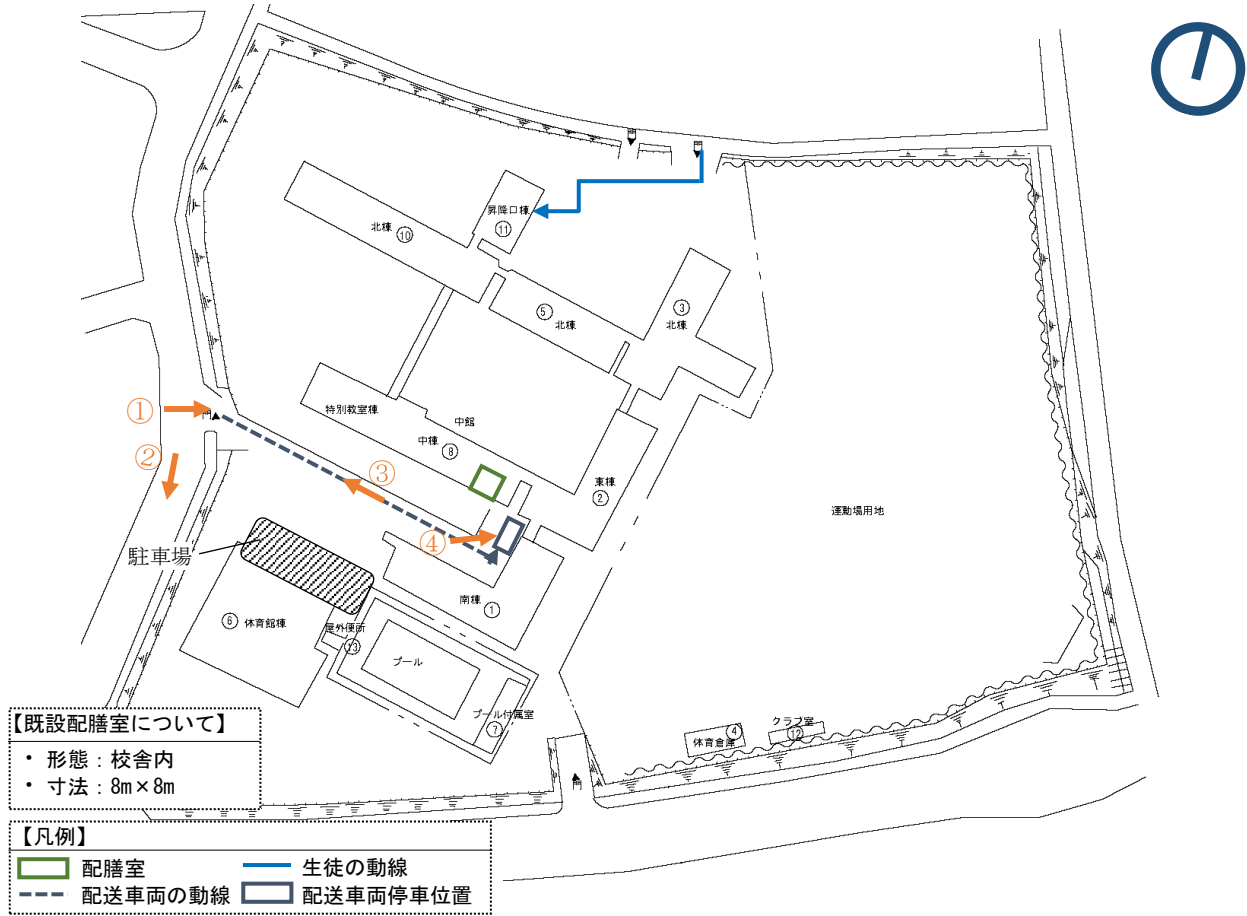 門
門
昇降口棟
⑪
北棟 ⑩
③
北棟
⑤
北棟
①
門
特別教室棟
中館
中棟 ⑧
②
③
東棟
②
運動場用地
④
駐車場
南棟 ①
⑥ 体育館棟
屋外便所
⑬
プール
プール付属室
⑦
クラブ室
⑫
体育倉庫 ④
門
【既設配膳室について】
・ 形態：校舎内
・ 寸法：8m×8m
【凡例】
配膳室 生徒の動線
配送車両の動線 配送車両停車位置